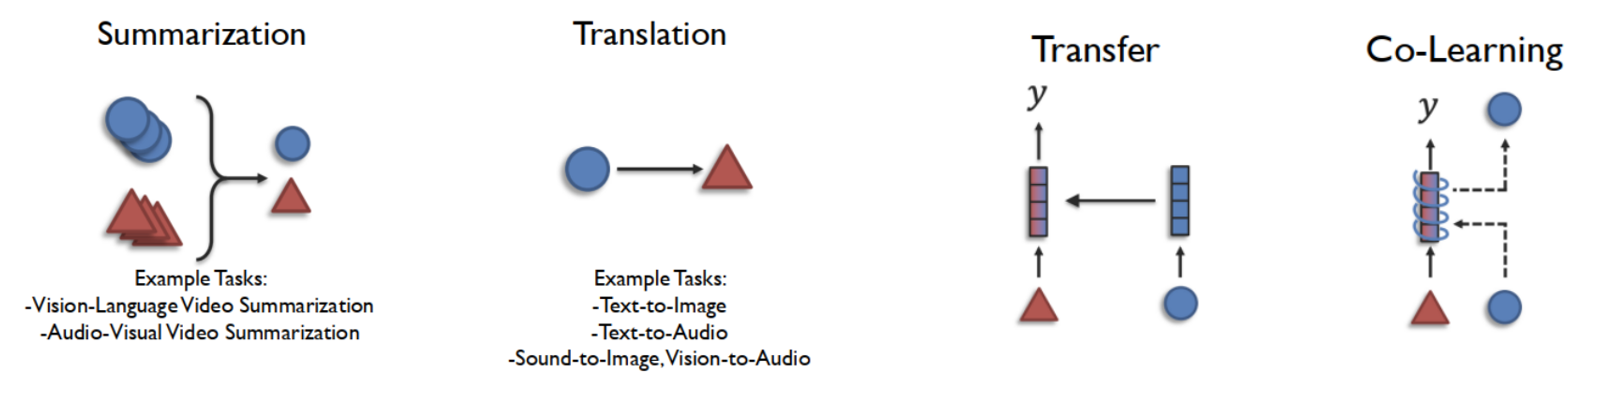 Summarization
Example Tasks:
-Vision-Language Video Summarization
-Audio-Visual Video Summarization
Translation
Example Tasks:
-Text-to-Image
-Text-to-Audio
-Sound-to-Image, Vision-to-Audio
Transfer
y
Co-Learning
y